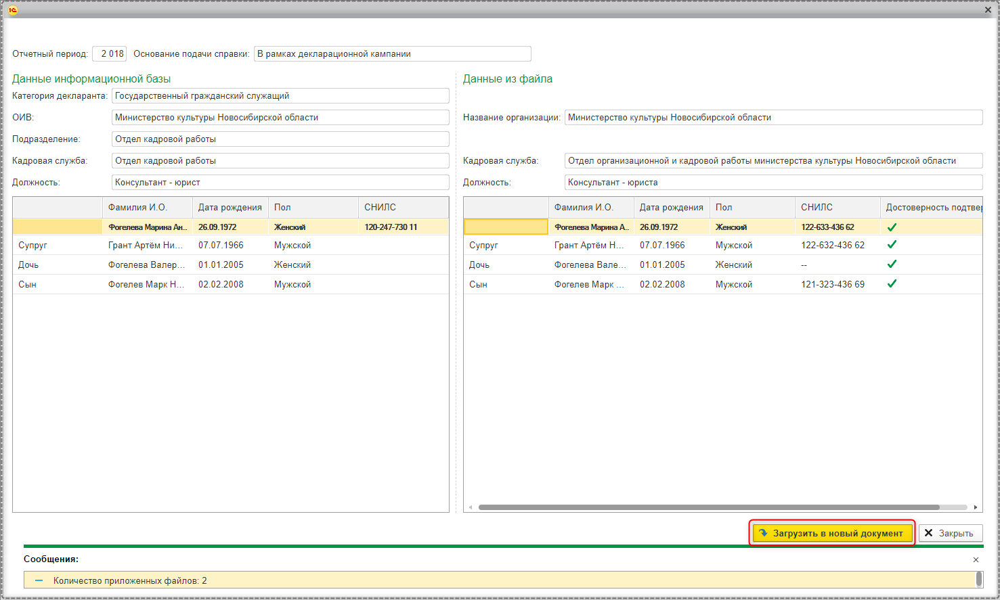 1С
Отчетный период: 2 018 Основание подачи справки: В рамках декларационной кампании
Данные информационной базы
Категория декларанта: Государственный гражданский служащий
ОИВ: Министерство культуры Новосибирской области
Подразделение: Отдел кадровой работы
Кадровая служба: Отдел кадровой работы
Должность: Консультант - юрист
Фамилия И.О. Дата рождения Пол СНИЛС
Фогелева Марина Ан... 26.09.1972 Женский 120-247-730 11
Супруг Грант Артём Ни... 07.07.1966 Мужской
Дочь Фогелева Валер... 01.01.2005 Женский
Сын Фогелев Марк Н... 02.02.2008 Мужской
Данные из файла
Название организации: Министерство культуры Новосибирской области
Кадровая служба: Отдел организационной и кадровой работы министерства культуры Новосибирской области
Должность: Консультант - юриста
Фамилия И.О. Дата рождения Пол СНИЛС Достоверность подтвер
Фогелева Марина А... 26.09.1972 Женский 122-633-436 62
Супруг Грант Артём Н... 07.07.1966 Мужской 122-632-436 62
Дочь Фогелева Вале... 01.01.2005 Женский --
Сын Фогелев Марк ... 02.02.2008 Мужской 121-323-436 69
Загрузить в новый документ Закрыть
Сообщения:
Количество приложенных файлов: 2